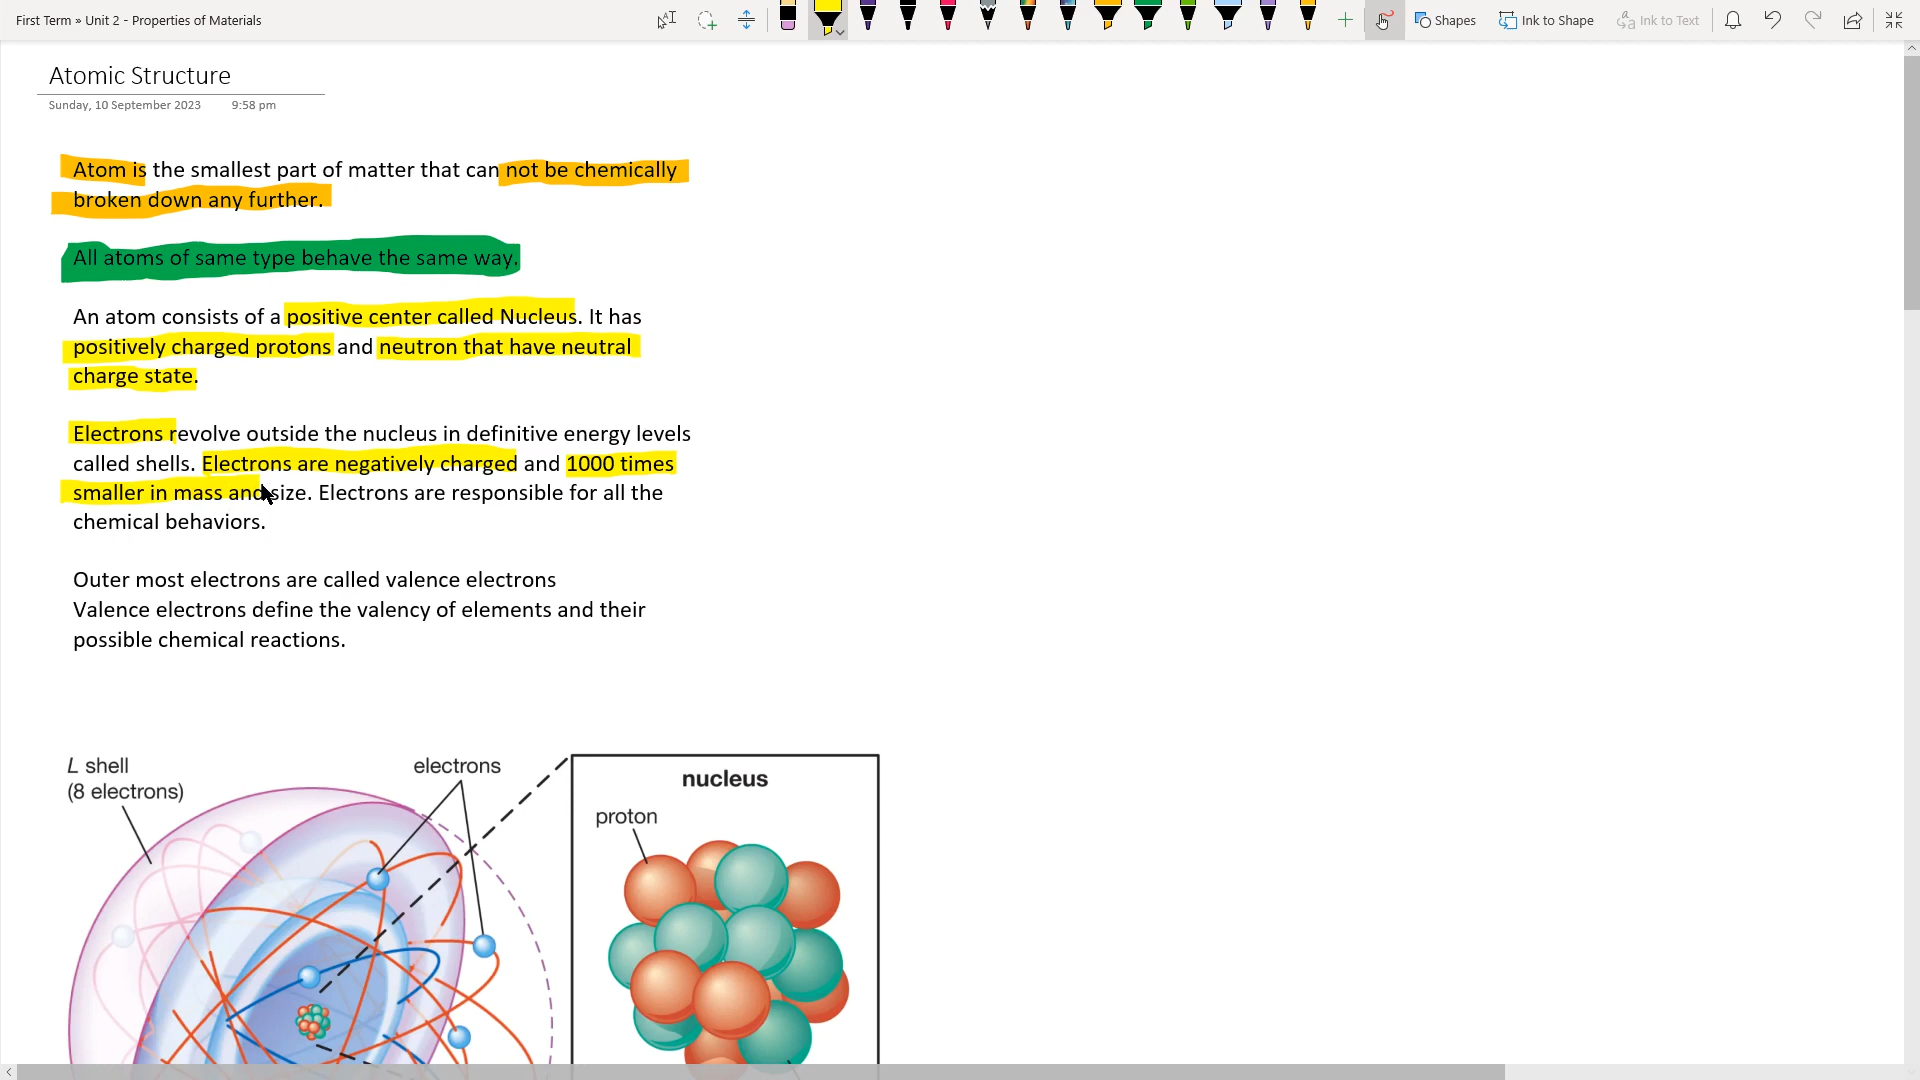 First Term » Unit 2 - Properties of Materials
Shapes
Ink to Shape
Ink to Text
Atomic Structure
Sunday, 10 September 2023 9:58 pm
Atom is the smallest part of matter that can not be chemically
broken down any further.
All atoms of same type behave the same way.
An atom consists of a positive center called Nucleus. It has
positively charged protons and neutron that have neutral
charge state.
Electrons revolve outside the nucleus in definitive energy levels
called shells. Electrons are negatively charged and 1000 times
smaller in mass and size. Electrons are responsible for all the
chemical behaviors.
Outer most electrons are called valence electrons
Valence electrons define the valency of elements and their
possible chemical reactions.
L shell
(8 electrons)
electrons
nucleus
proton